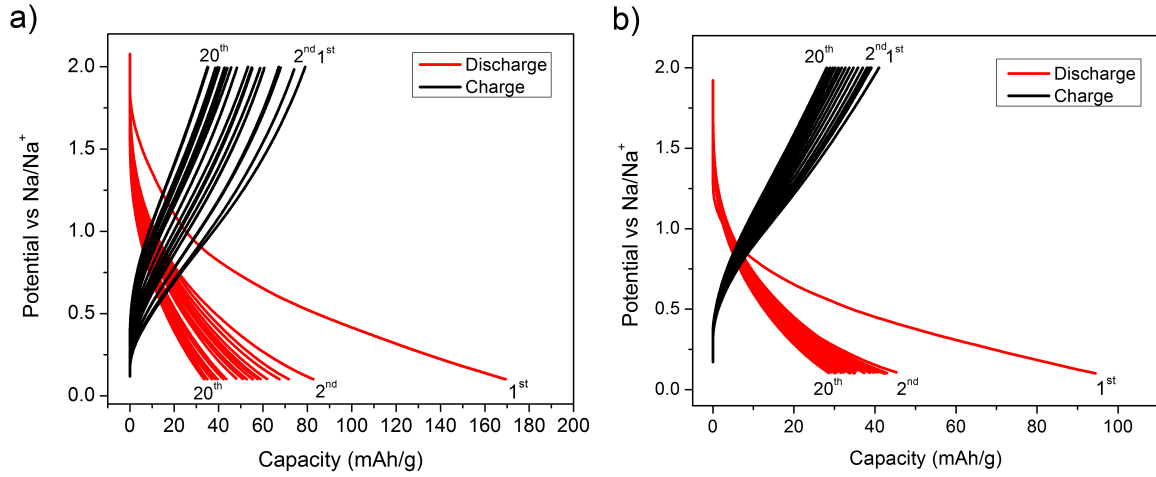 a)
20th
2nd 1st
Discharge
Charge
2.0
1.5
1.0
0.5
0.0
Potential vs Na/Na+
20th
2nd
1st
0 20 40 60 80 100 120 140 160 180 200
Capacity (mAh/g)
b)
20th
2nd 1st
Discharge
Charge
2.0
1.5
1.0
0.5
0.0
Potential vs Na/Na+
20th
2nd
1st
0 20 40 60 80 100
Capacity (mAh/g)